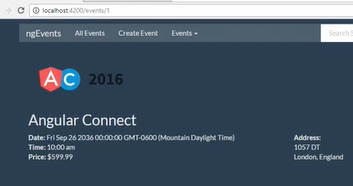 localhost:4200/events/1
ngEvents All Events Create Event Events Search S
AC 2016
Angular Connect
Date: Fri Sep 26 2036 00:00:00 GMT-0600 (Mountain Daylight Time)
Time: 10:00 am
Price: $599.99
Address:
1057 DT
London, England